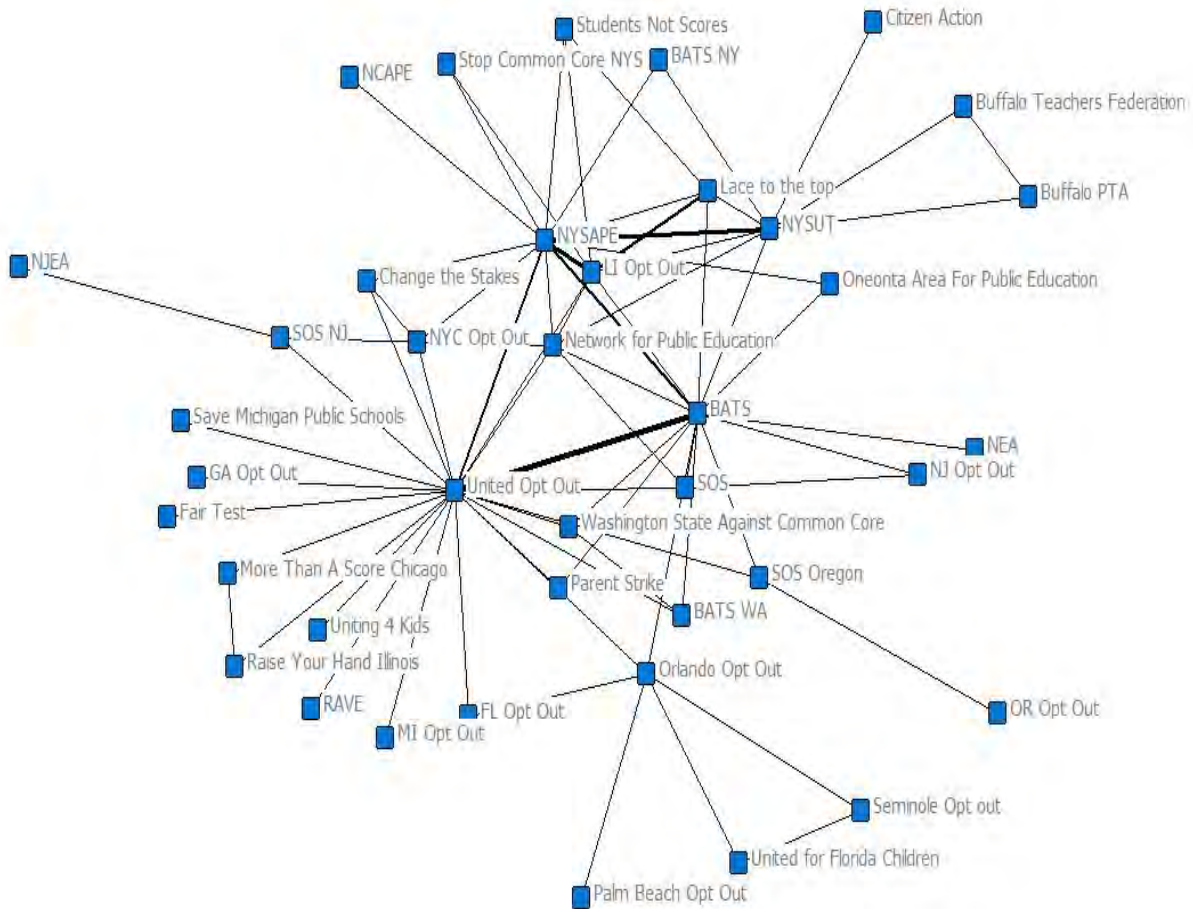 Students Not Scores
Citizen Action
Stop Common Core NYS
BATS NY
NCAPE
Buffalo Teachers Federation
Lace to the top
Buffalo PTA
NYSAPE
NYSUT
NJEA
LI Opt Out
Change the Stakes
Oneonta Area For Public Education
SOS NJ
NYC Opt Out
Network for Public Education
BATS
Save Michigan Public Schools
NEA
NJ Opt Out
GA Opt Out
United Opt Out
SOS
Fair Test
Washington State Against Common Core
More Than A Score Chicago
SOS Oregon
Parent Strike
BATS WA
Uniting 4 Kids
Raise Your Hand Illinois
Orlando Opt Out
RAVE
FL Opt Out
OR Opt Out
MI Opt Out
Seminole Opt out
United for Florida Children
Palm Beach Opt Out